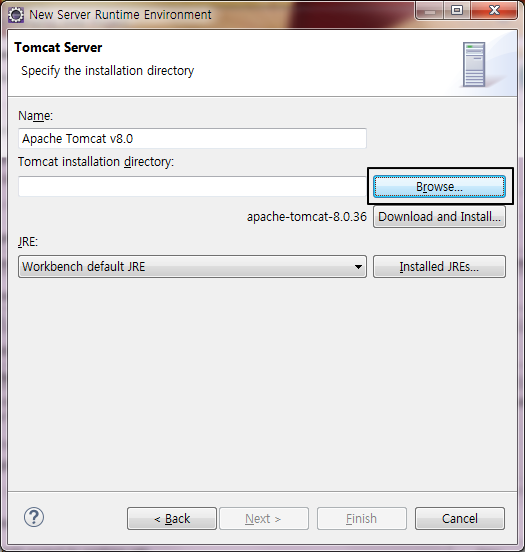 New Server Runtime Environment
Tomcat Server
Specify the installation directory
Name:
Apache Tomcat v8.0
Tomcat installation directory:
Browse...
apache-tomcat-8.0.36 Download and Install...
JRE:
Workbench default JRE Installed JREs...
? < Back Next > Finish Cancel